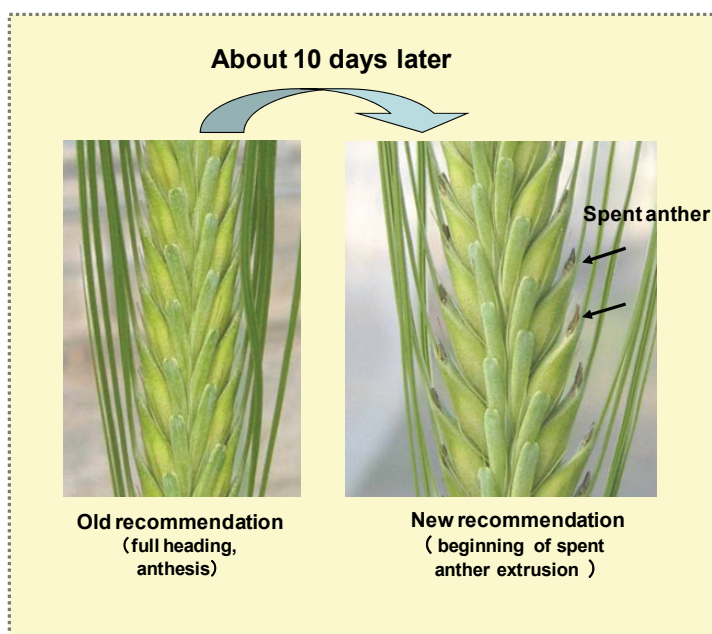 About 10 days later
Spent anther
Old recommendation
（full heading,
anthesis）
New recommendation
（ beginning of spent
anther extrusion ）